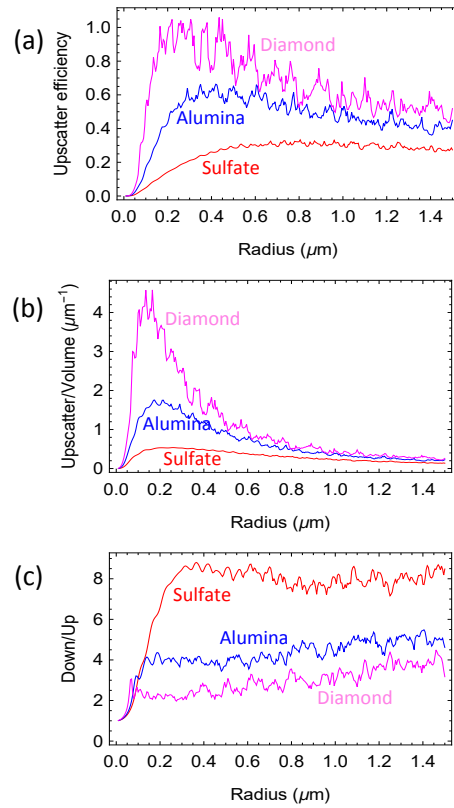 (a)
Upscatter efficiency
1.0
0.8
0.6
0.4
0.2
0.0
Diamond
Alumina
Sulfate
0.0 0.2 0.4 0.6 0.8 1.0 1.2 1.4
Radius (μm)
(b)
Upscatter/Volume (μm⁻¹)
4
3
2
1
0
Diamond
Alumina
Sulfate
0.0 0.2 0.4 0.6 0.8 1.0 1.2 1.4
Radius (μm)
(c)
Down/Up
8
6
4
2
0
Sulfate
Alumina
Diamond
0.0 0.2 0.4 0.6 0.8 1.0 1.2 1.4
Radius (μm)